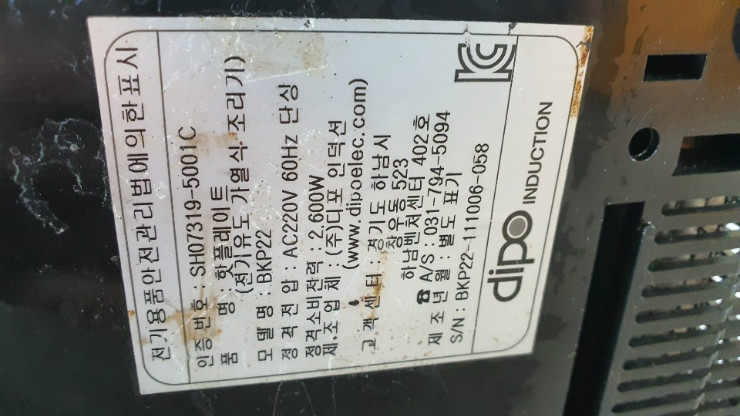 전기용품안전관리법에의한표시
인증번호 : SH07319-5001C
품 명 : 핫플레이트
(전기유도 가열식 조리기)
모델명 : BKP22
정격전압 : AC220V 60Hz 단상
정격소비전력 : 2,600W
제조업체 : (주)디포 인덕션
(www.dipoelec.com)
고객센터 : 경기도 하남시
창우동 523
하남벤처센터 402호
☎ A/S : 031-794-5094
제조년월 : 별도 표기
S/N : BKP22-111006-058
dipo INDUCTION